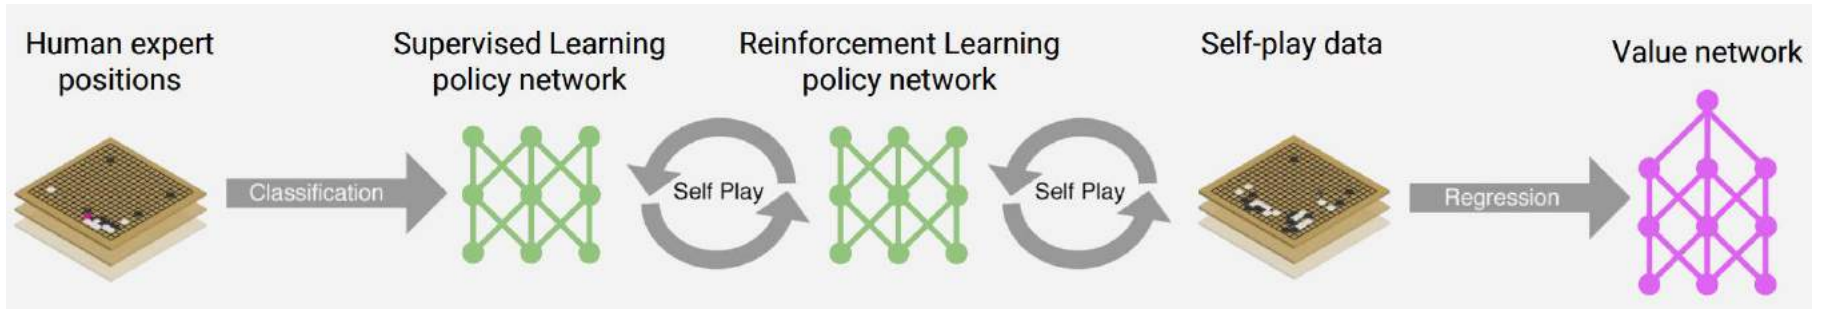 Human expert
positions
Supervised Learning
policy network
Reinforcement Learning
policy network
Self-play data
Value network
Classification
Self Play
Self Play
Regression